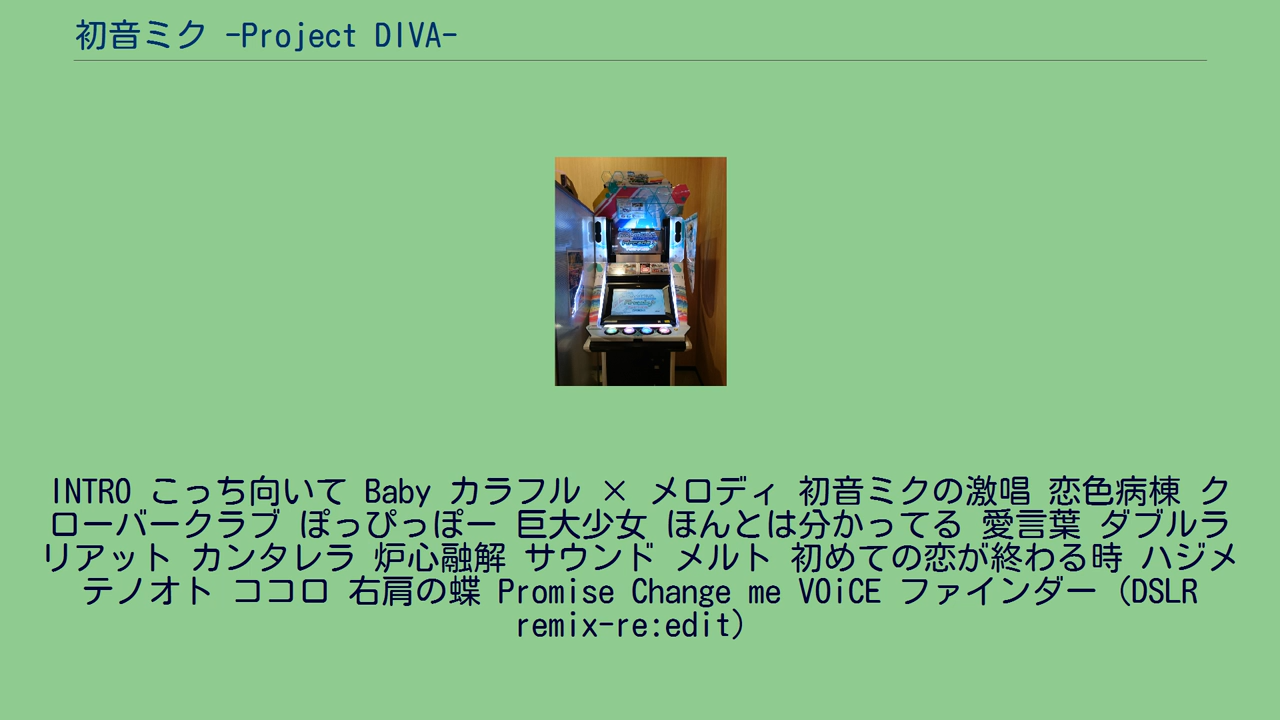 初音ミク -Project DIVA-
INTRO こっち向いて Baby カラフル × メロディ 初音ミクの激唱 恋色病棟 ク
ローバークラブ ぽっぴっぽー 巨大少女 ほんとは分かってる 愛言葉 ダブルラ
リアット カンタレラ 炉心融解 サウンド メルト 初めての恋が終わる時 ハジメ
テノオト ココロ 右肩の蝶 Promise Change me VOiCE ファインダー (DSLR
remix-re:edit)